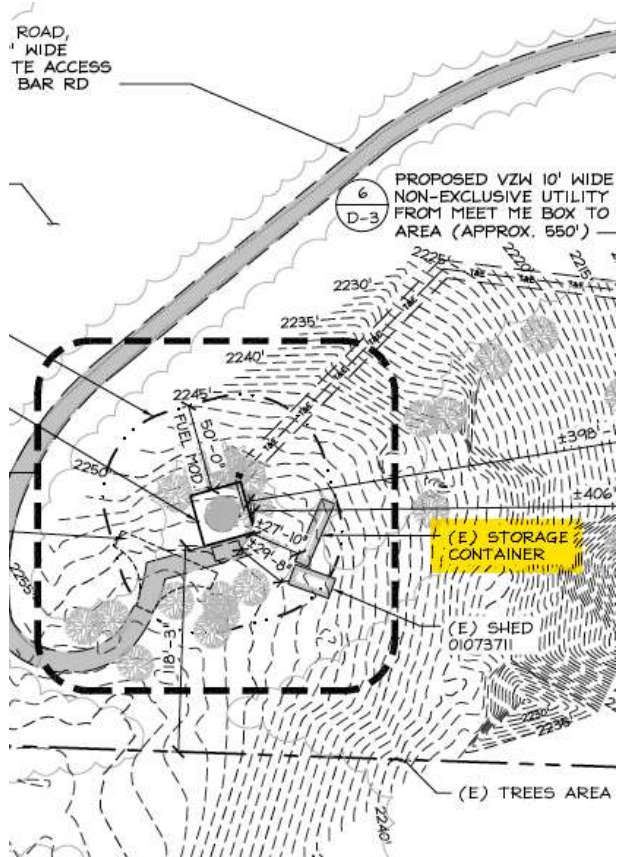 ROAD,
' WIDE
TE ACCESS
BAR RD
6
D-3
PROPOSED VZW 10' WIDE
NON-EXCLUSIVE UTILITY
FROM MEET ME BOX TO
AREA (APPROX. 550')
2225'
2220'
2215'
T&E
T&E
T&E
2230'
2235'
2240'
T&E
T&E
T&E
2245'
50'-0"
FUEL MOD.
2250'
±398'-
±406'
±27'-10"
±29'-8"
(E) STORAGE
CONTAINER
2255'
(E) SHED
01073711
118'-3"
2230'
2235'
(E) TREES AREA
2240'